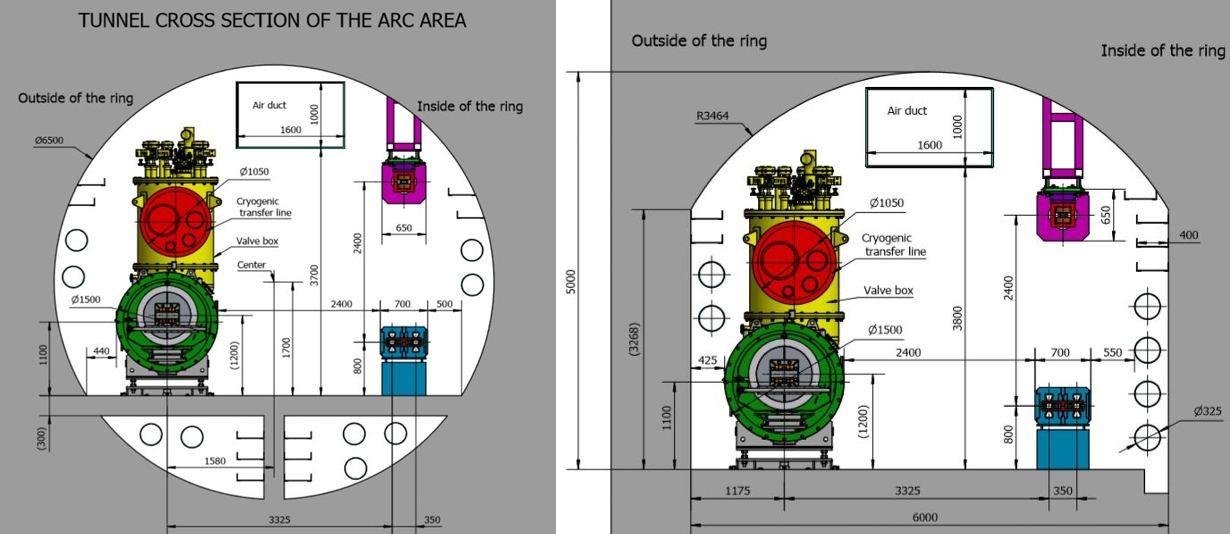 TUNNEL CROSS SECTION OF THE ARC AREA
Outside of the ring
Inside of the ring
Air duct
1000
1600
Ø6500
Ø1050
Cryogenic
transfer line
Valve box
Center
650
2400
3700
Ø1500
2400
700
500
1100
440
(1200)
1700
800
(300)
1580
3325
350
Outside of the ring
Inside of the ring
R3464
Air duct
1000
1600
Ø1050
Cryogenic
transfer line
Valve box
Ø1500
650
400
5000
(3268)
2400
3800
425
2400
700
550
1100
(1200)
800
Ø325
1175
3325
350
6000